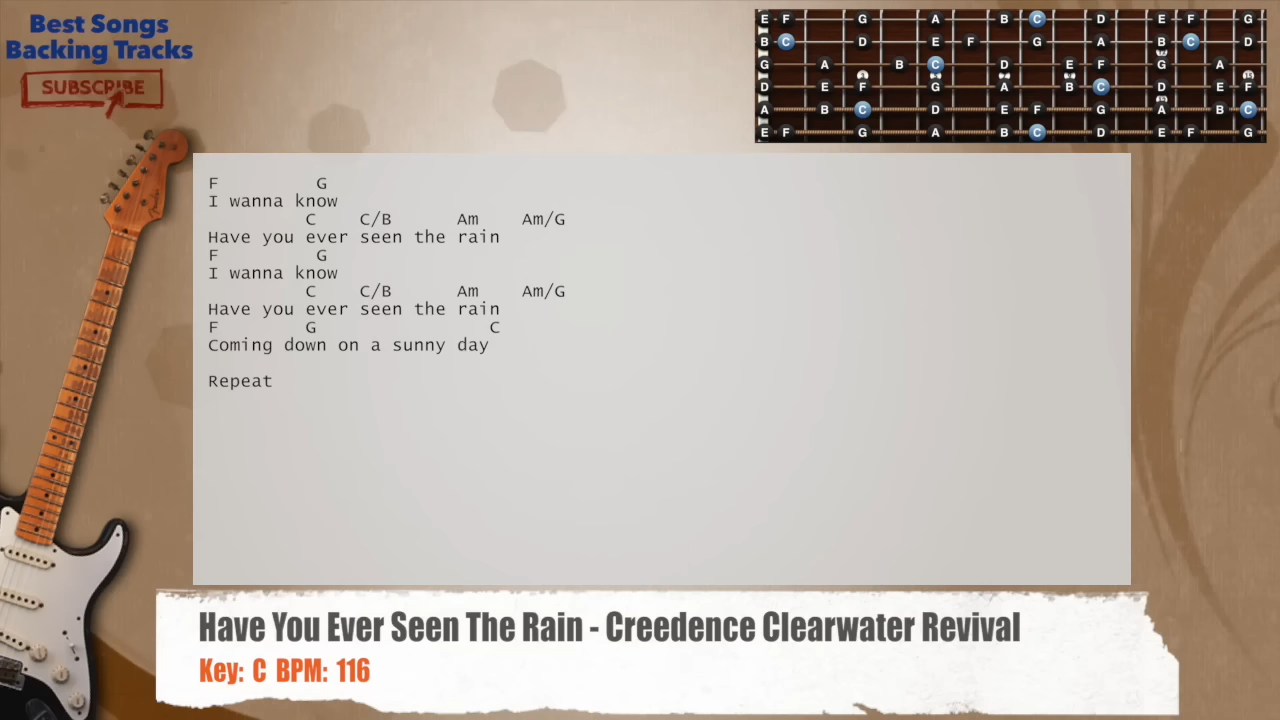 Best Songs
Backing Tracks
SUBSCRIBE
E F G A B C D E F G
B C D E F G A B C D
G A B C D E F G A
D E F G A B C D E F
A B C D E F G A B C
E F G A B C D E F G
F G
I wanna know
C C/B Am Am/G
Have you ever seen the rain
F G
I wanna know
C C/B Am Am/G
Have you ever seen the rain
F G C
Coming down on a sunny day
Repeat
Have You Ever Seen The Rain - Creedence Clearwater Revival
Key: C BPM: 116